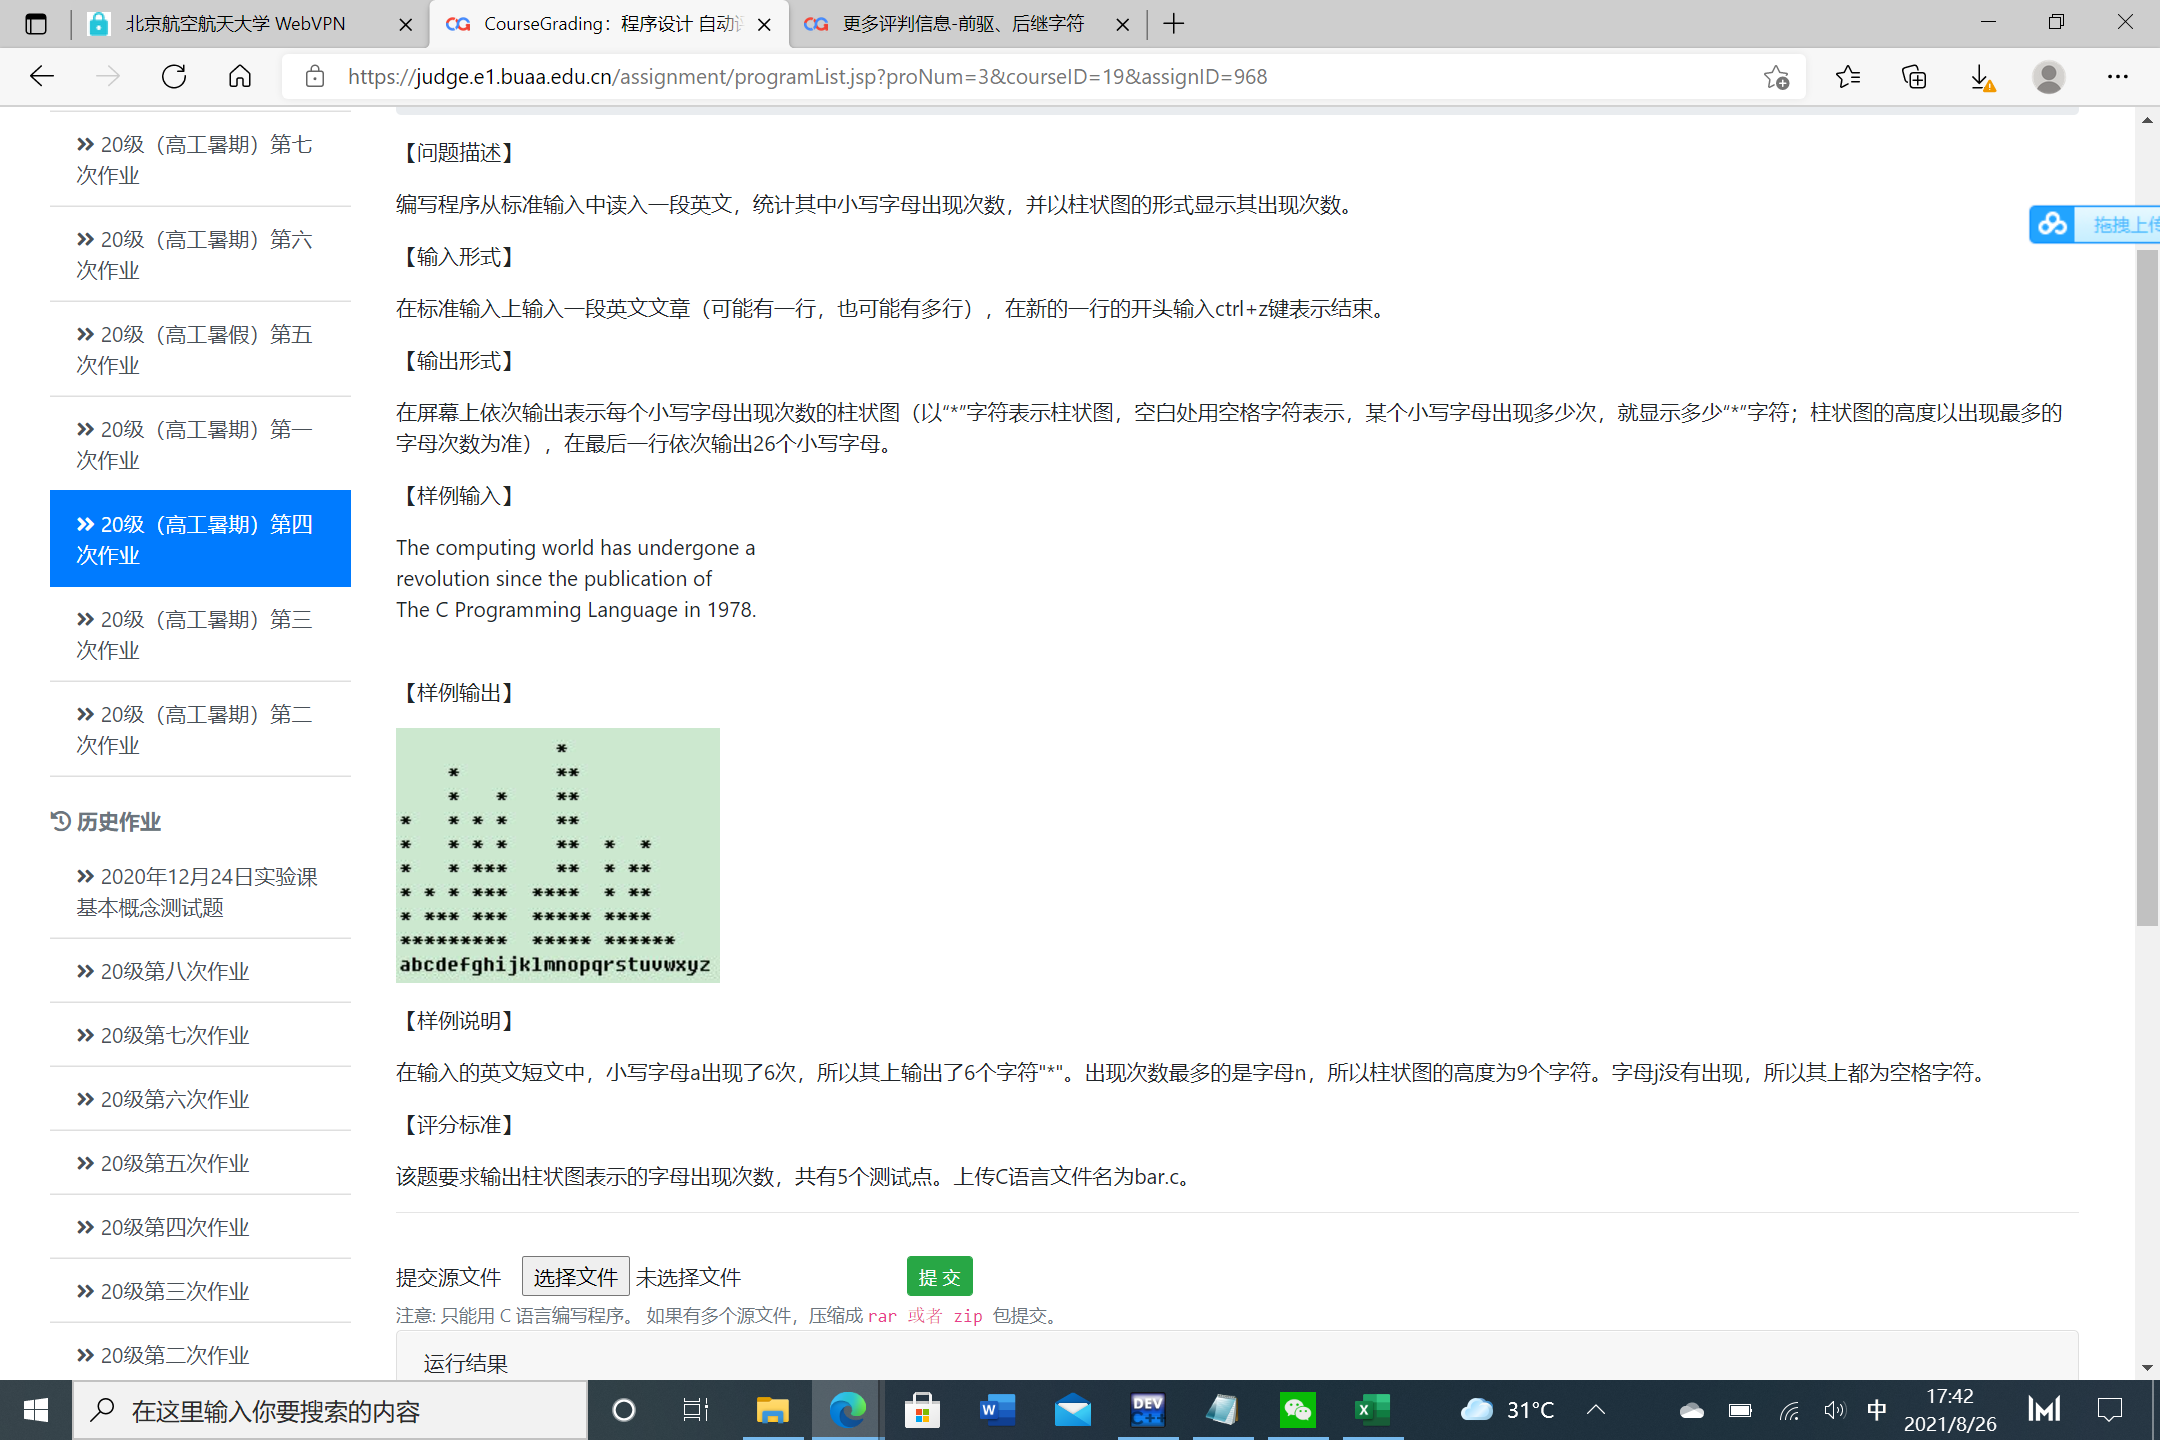 北京航空航天大学 WebVPN
CourseGrading：程序设计 自动
更多评判信息-前驱、后继字符
https://judge.e1.buaa.edu.cn/assignment/programList.jsp?proNum=3&courseID=19&assignID=968
» 20级（高工暑期）第七
次作业
» 20级（高工暑期）第六
次作业
» 20级（高工暑假）第五
次作业
» 20级（高工暑期）第一
次作业
» 20级（高工暑期）第四
次作业
» 20级（高工暑期）第三
次作业
» 20级（高工暑期）第二
次作业
历史作业
» 2020年12月24日实验课
基本概念测试题
» 20级第八次作业
» 20级第七次作业
» 20级第六次作业
» 20级第五次作业
» 20级第四次作业
» 20级第三次作业
» 20级第二次作业
【问题描述】
编写程序从标准输入中读入一段英文，统计其中小写字母出现次数，并以柱状图的形式显示其出现次数。
【输入形式】
在标准输入上输入一段英文文章（可能有一行，也可能有多行），在新的一行的开头输入ctrl+z键表示结束。
【输出形式】
在屏幕上依次输出表示每个小写字母出现次数的柱状图（以“*”字符表示柱状图，空白处用空格字符表示，某个小写字母出现多少次，就显示多少“*”字符；柱状图的高度以出现最多的
字母次数为准），在最后一行依次输出26个小写字母。
【样例输入】
The computing world has undergone a
revolution since the publication of
The C Programming Language in 1978.
【样例输出】
             *
    *        **
    *   *    **
*   * * *    **
*   * * *    **  *  *
*   * ***    **  * **
* * * ***  ****  * **
* *** ***  ***** ****
*********  ***** ******
abcdefghijklmnopqrstuvwxyz
【样例说明】
在输入的英文短文中，小写字母a出现了6次，所以其上输出了6个字符"*"。出现次数最多的是字母n，所以柱状图的高度为9个字符。字母j没有出现，所以其上都为空格字符。
【评分标准】
该题要求输出柱状图表示的字母出现次数，共有5个测试点。上传C语言文件名为bar.c。
提交源文件 选择文件 未选择文件 提 交
注意: 只能用 C 语言编写程序。 如果有多个源文件，压缩成 rar 或者 zip 包提交。
运行结果
拖拽上传
在这里输入你要搜索的内容
DEV C++
31°C
中
17:42
2021/8/26